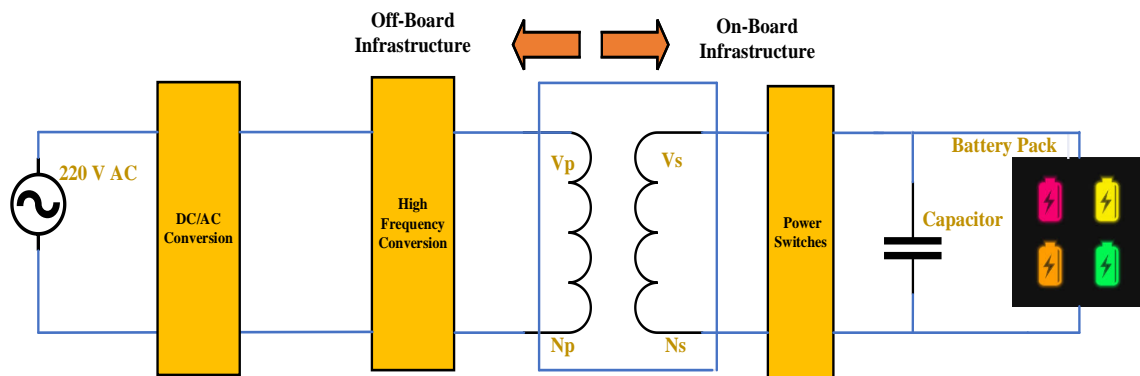 Off-Board
Infrastructure
On-Board
Infrastructure
220 V AC
DC/AC
Conversion
High
Frequency
Conversion
Vp
Vs
Np
Ns
Power
Switches
Capacitor
Battery Pack